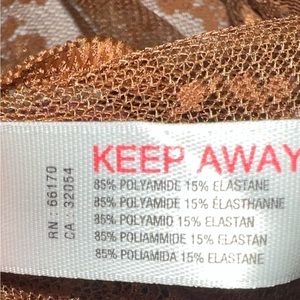 KEEP AWAY
85% POLYAMIDE 15% ELASTANE
85% POLYAMIDE 15% ÉLASTHANNE
85% POLYAMID 15% ELASTAN
85% POLIAMMIDE 15% ELASTAN
85% POLIAMIDA 15% ELASTANE
RN : 66170
CA : 32054